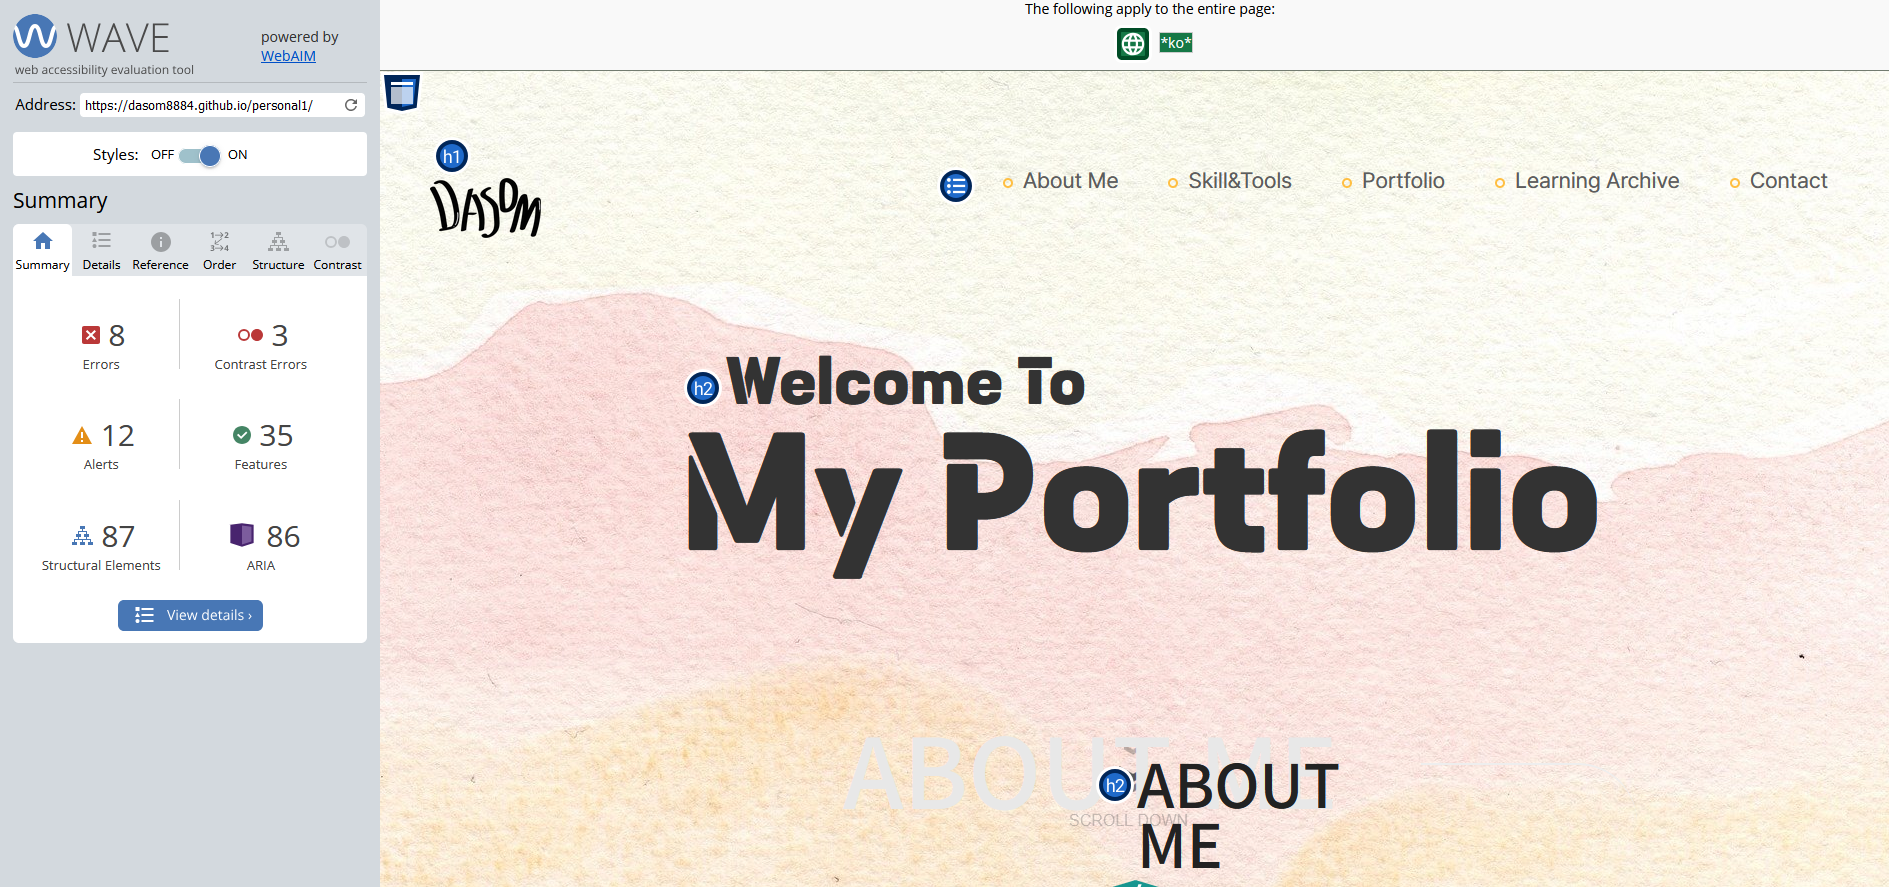 WAVE
powered by
WebAIM
web accessibility evaluation tool
Address: https://dasom8884.github.io/personal1/
Styles: OFF ON
Summary
Summary Details Reference Order Structure Contrast
8 3
Errors Contrast Errors
12 35
Alerts Features
87 86
Structural Elements ARIA
View details ›
The following apply to the entire page:
*ko*
h1
DASOM
About Me Skill&Tools Portfolio Learning Archive Contact
h2 Welcome To
My Portfolio
ABOUT ME
h2 ABOUT
SCROLL DOWN
ME